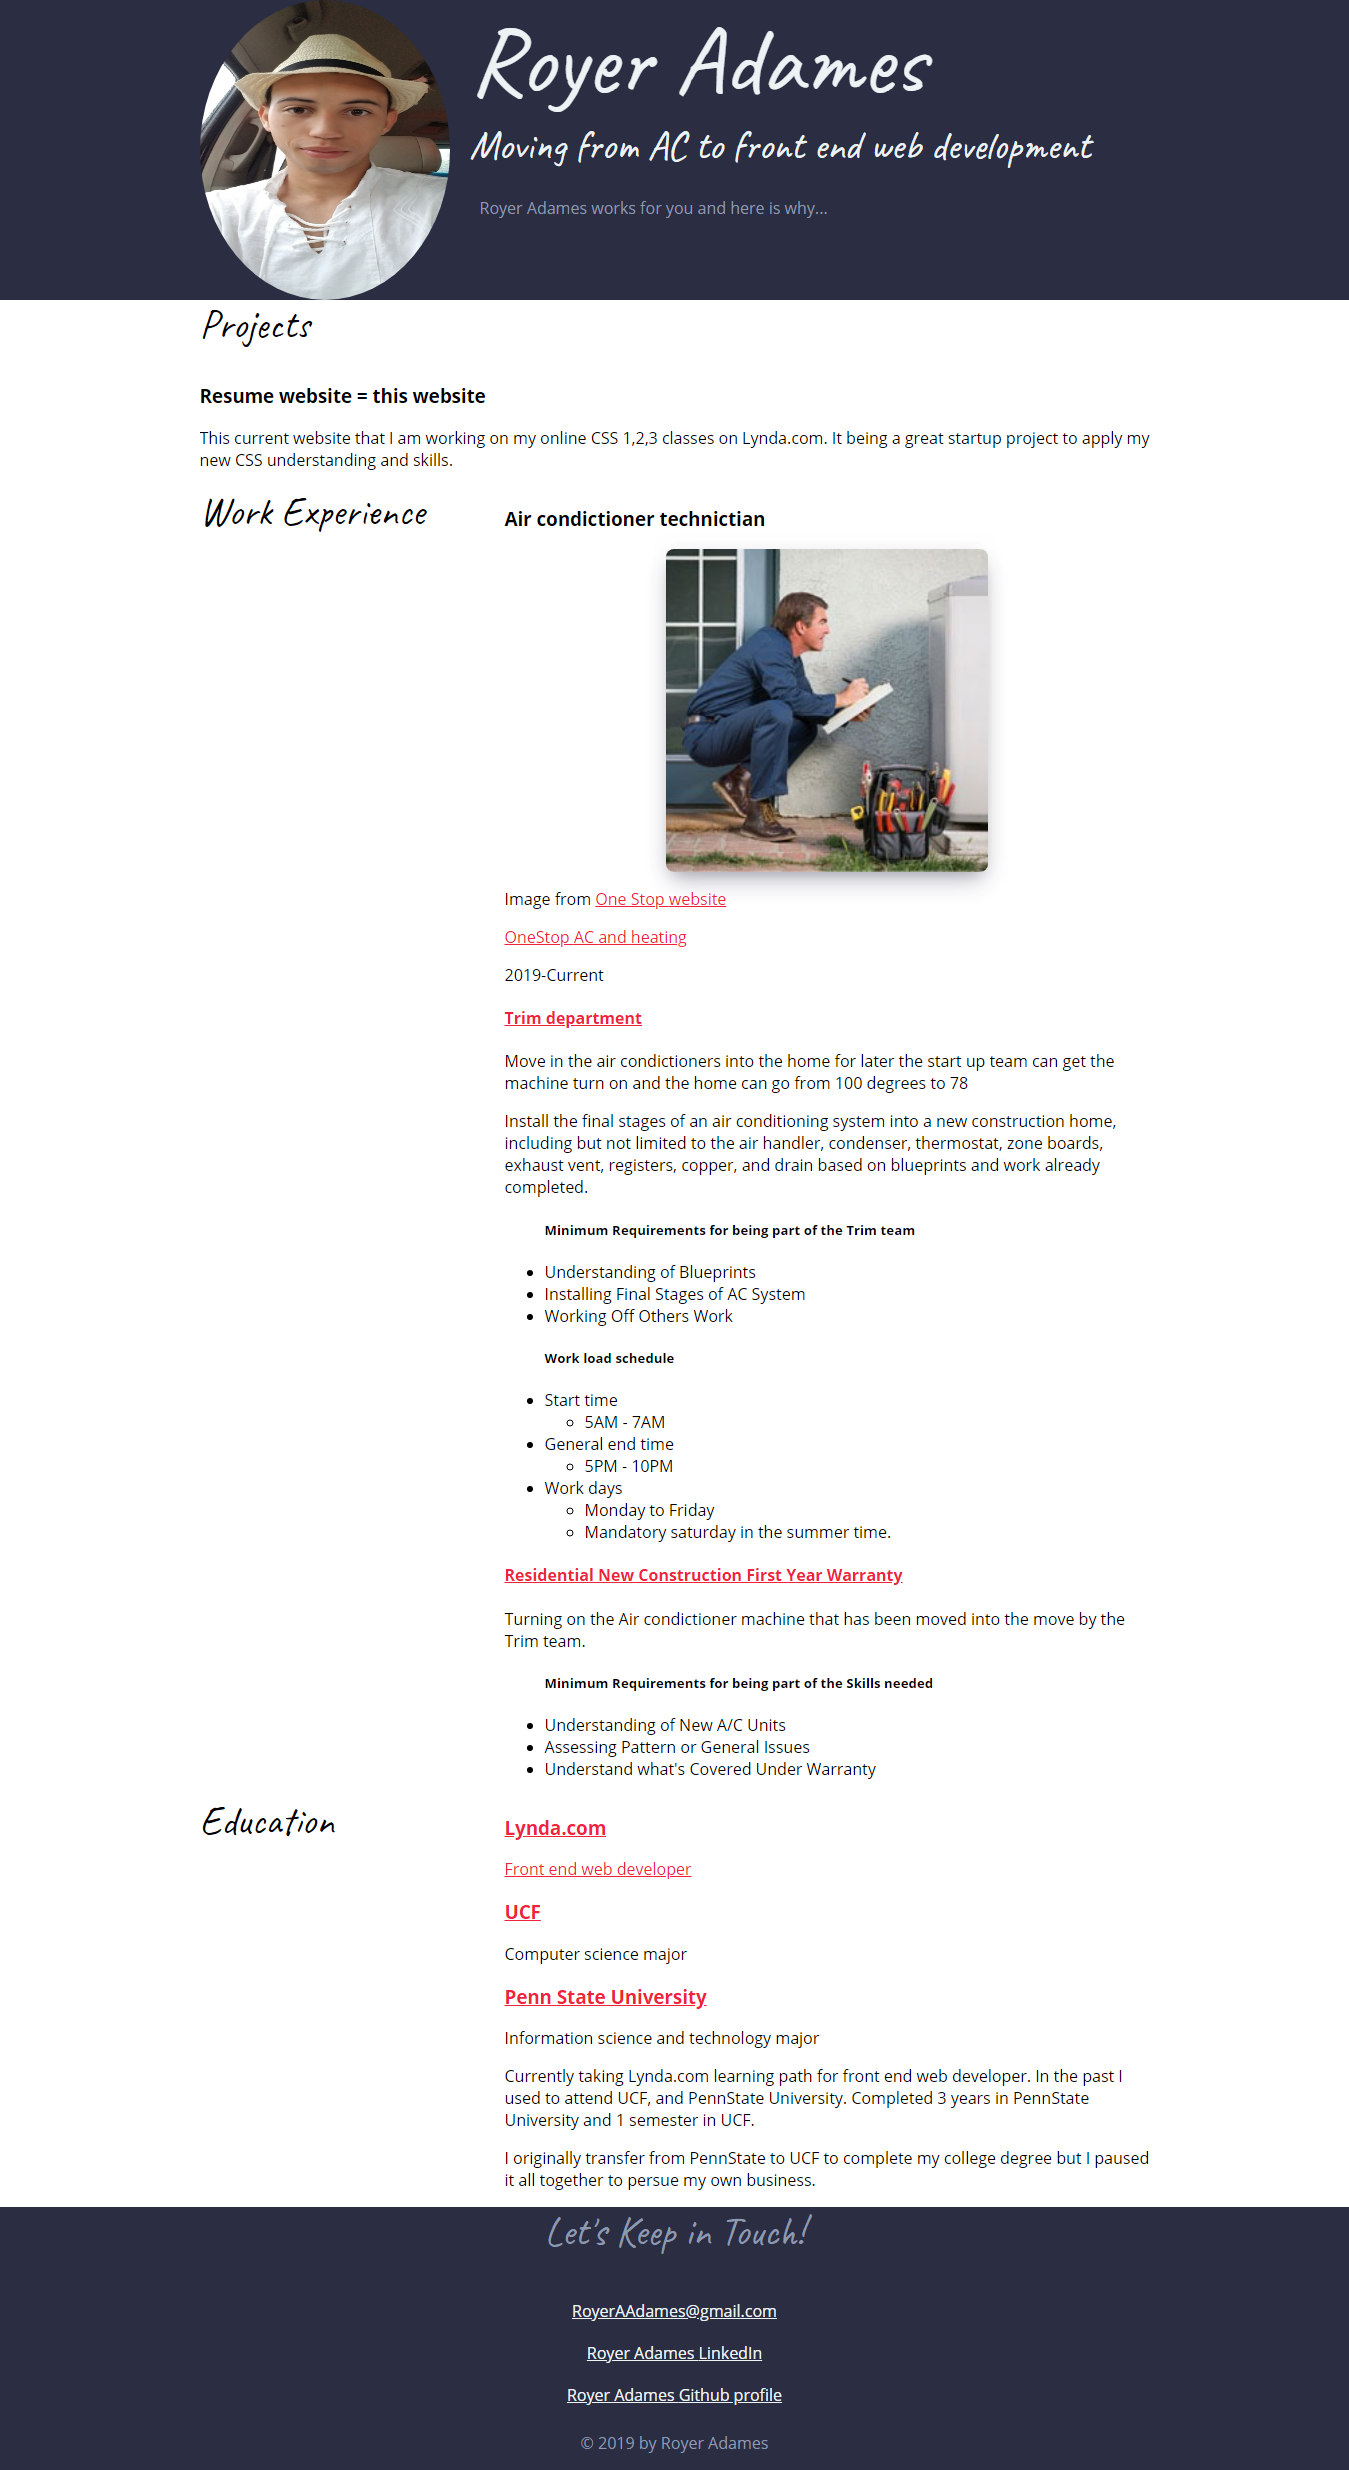 Royer Adames
Moving from AC to front end web development
Royer Adames works for you and here is why...
Projects
Resume website = this website
This current website that I am working on my online CSS 1,2,3 classes on Lynda.com. It being a great startup project to apply my
new CSS understanding and skills.
Work Experience
Air condictioner technictian
Image from One Stop website
OneStop AC and heating
2019-Current
Trim department
Move in the air condictioners into the home for later the start up team can get the
machine turn on and the home can go from 100 degrees to 78
Install the final stages of an air conditioning system into a new construction home,
including but not limited to the air handler, condenser, thermostat, zone boards,
exhaust vent, registers, copper, and drain based on blueprints and work already
completed.
Minimum Requirements for being part of the Trim team
• Understanding of Blueprints
• Installing Final Stages of AC System
• Working Off Others Work
Work load schedule
• Start time
◦ 5AM - 7AM
• General end time
◦ 5PM - 10PM
• Work days
◦ Monday to Friday
◦ Mandatory saturday in the summer time.
Residential New Construction First Year Warranty
Turning on the Air condictioner machine that has been moved into the move by the
Trim team.
Minimum Requirements for being part of the Skills needed
• Understanding of New A/C Units
• Assessing Pattern or General Issues
• Understand what's Covered Under Warranty
Education
Lynda.com
Front end web developer
UCF
Computer science major
Penn State University
Information science and technology major
Currently taking Lynda.com learning path for front end web developer. In the past I
used to attend UCF, and PennState University. Completed 3 years in PennState
University and 1 semester in UCF.
I originally transfer from PennState to UCF to complete my college degree but I paused
it all together to persue my own business.
Let's Keep in Touch!
RoyerAAdames@gmail.com
Royer Adames LinkedIn
Royer Adames Github profile
© 2019 by Royer Adames